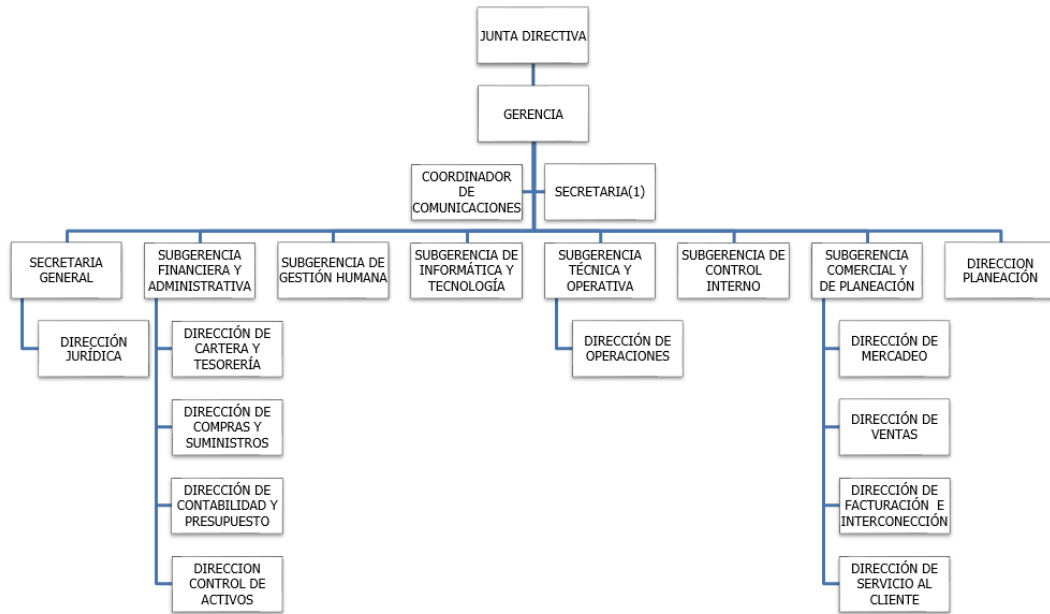 JUNTA DIRECTIVA
GERENCIA
COORDINADOR
DE
COMUNICACIONES
SECRETARIA(1)
SECRETARIA
GENERAL
SUBGERENCIA
FINANCIERA Y
ADMINISTRATIVA
SUBGERENCIA DE
GESTIÓN HUMANA
SUBGERENCIA DE
INFORMÁTICA Y
TECNOLOGÍA
SUBGERENCIA
TÉCNICA Y
OPERATIVA
SUBGERENCIA DE
CONTROL
INTERNO
SUBGERENCIA
COMERCIAL Y
DE PLANEACIÓN
DIRECCION
PLANEACIÓN
DIRECCIÓN
JURÍDICA
DIRECCIÓN DE
CARTERA Y
TESORERÍA
DIRECCIÓN DE
OPERACIONES
DIRECCIÓN DE
MERCADEO
DIRECCIÓN DE
COMPRAS Y
SUMINISTROS
DIRECCIÓN DE
VENTAS
DIRECCIÓN DE
CONTABILIDAD Y
PRESUPUESTO
DIRECCIÓN DE
FACTURACIÓN E
INTERCONECCIÓN
DIRECCION
CONTROL DE
ACTIVOS
DIRECCIÓN DE
SERVICIO AL
CLIENTE